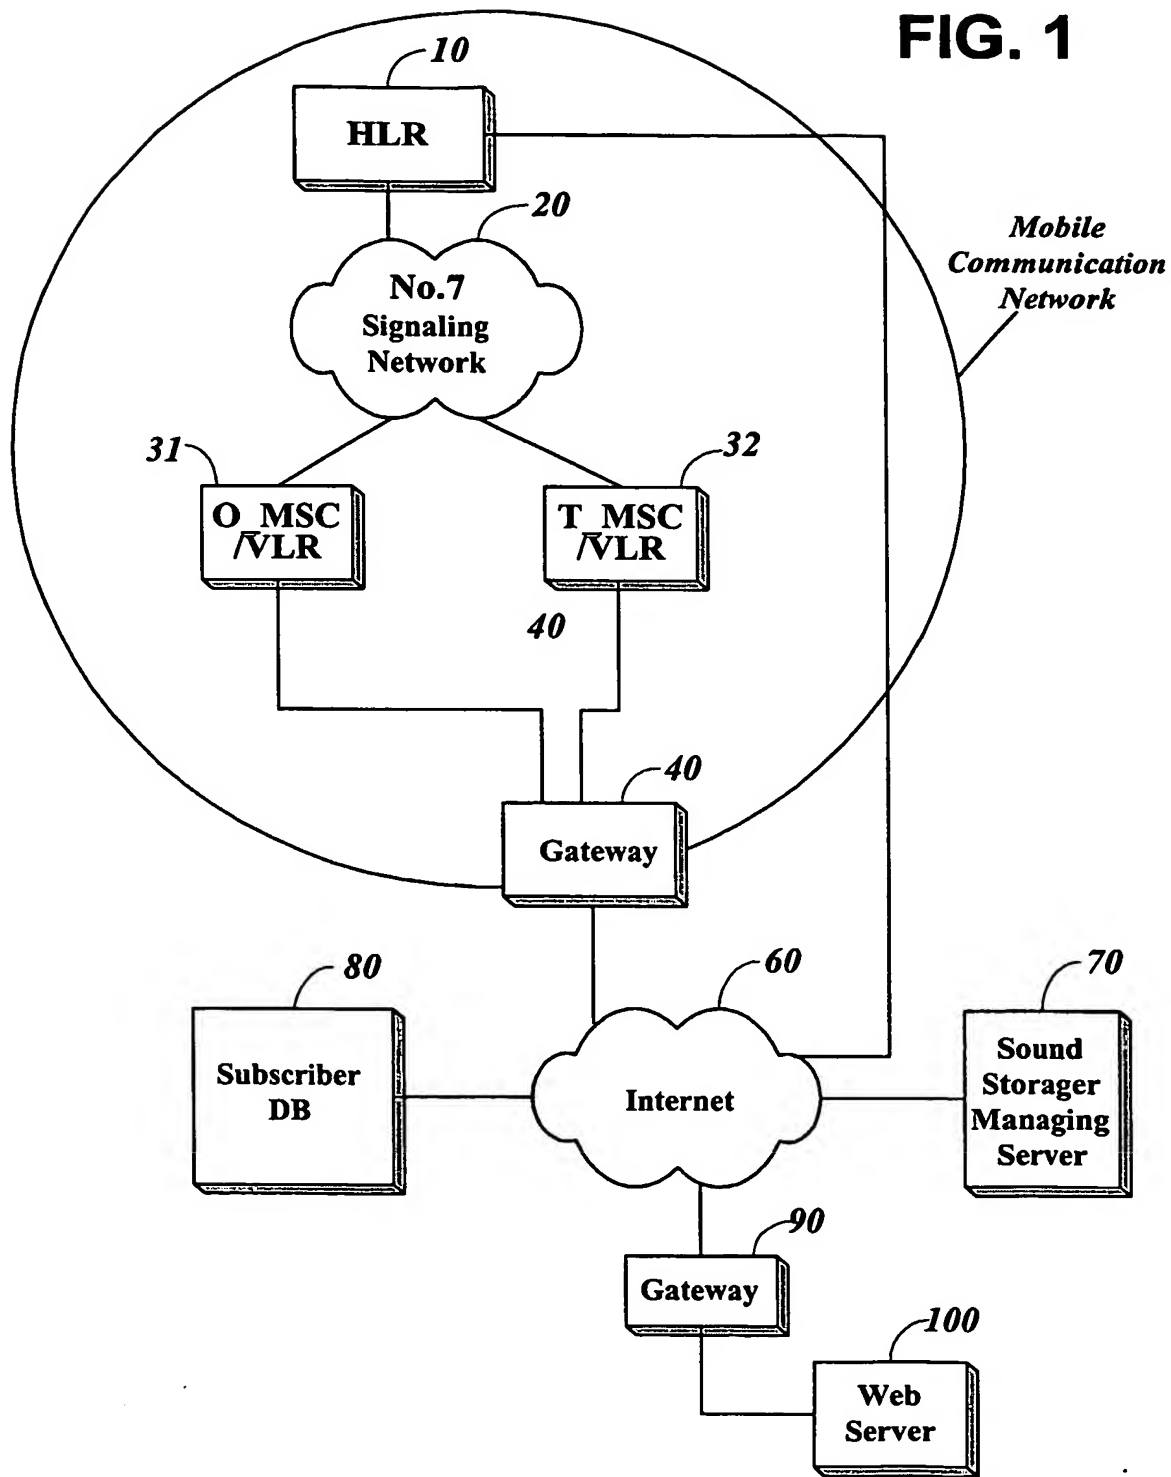 FIG. 1
10
HLR
20
No.7
Signaling
Network
Mobile
Communication
Network
31
O_MSC
/VLR
32
T_MSC
/VLR
40
40
Gateway
80
Subscriber
DB
60
Internet
70
Sound
Storager
Managing
Server
90
Gateway
100
Web
Server